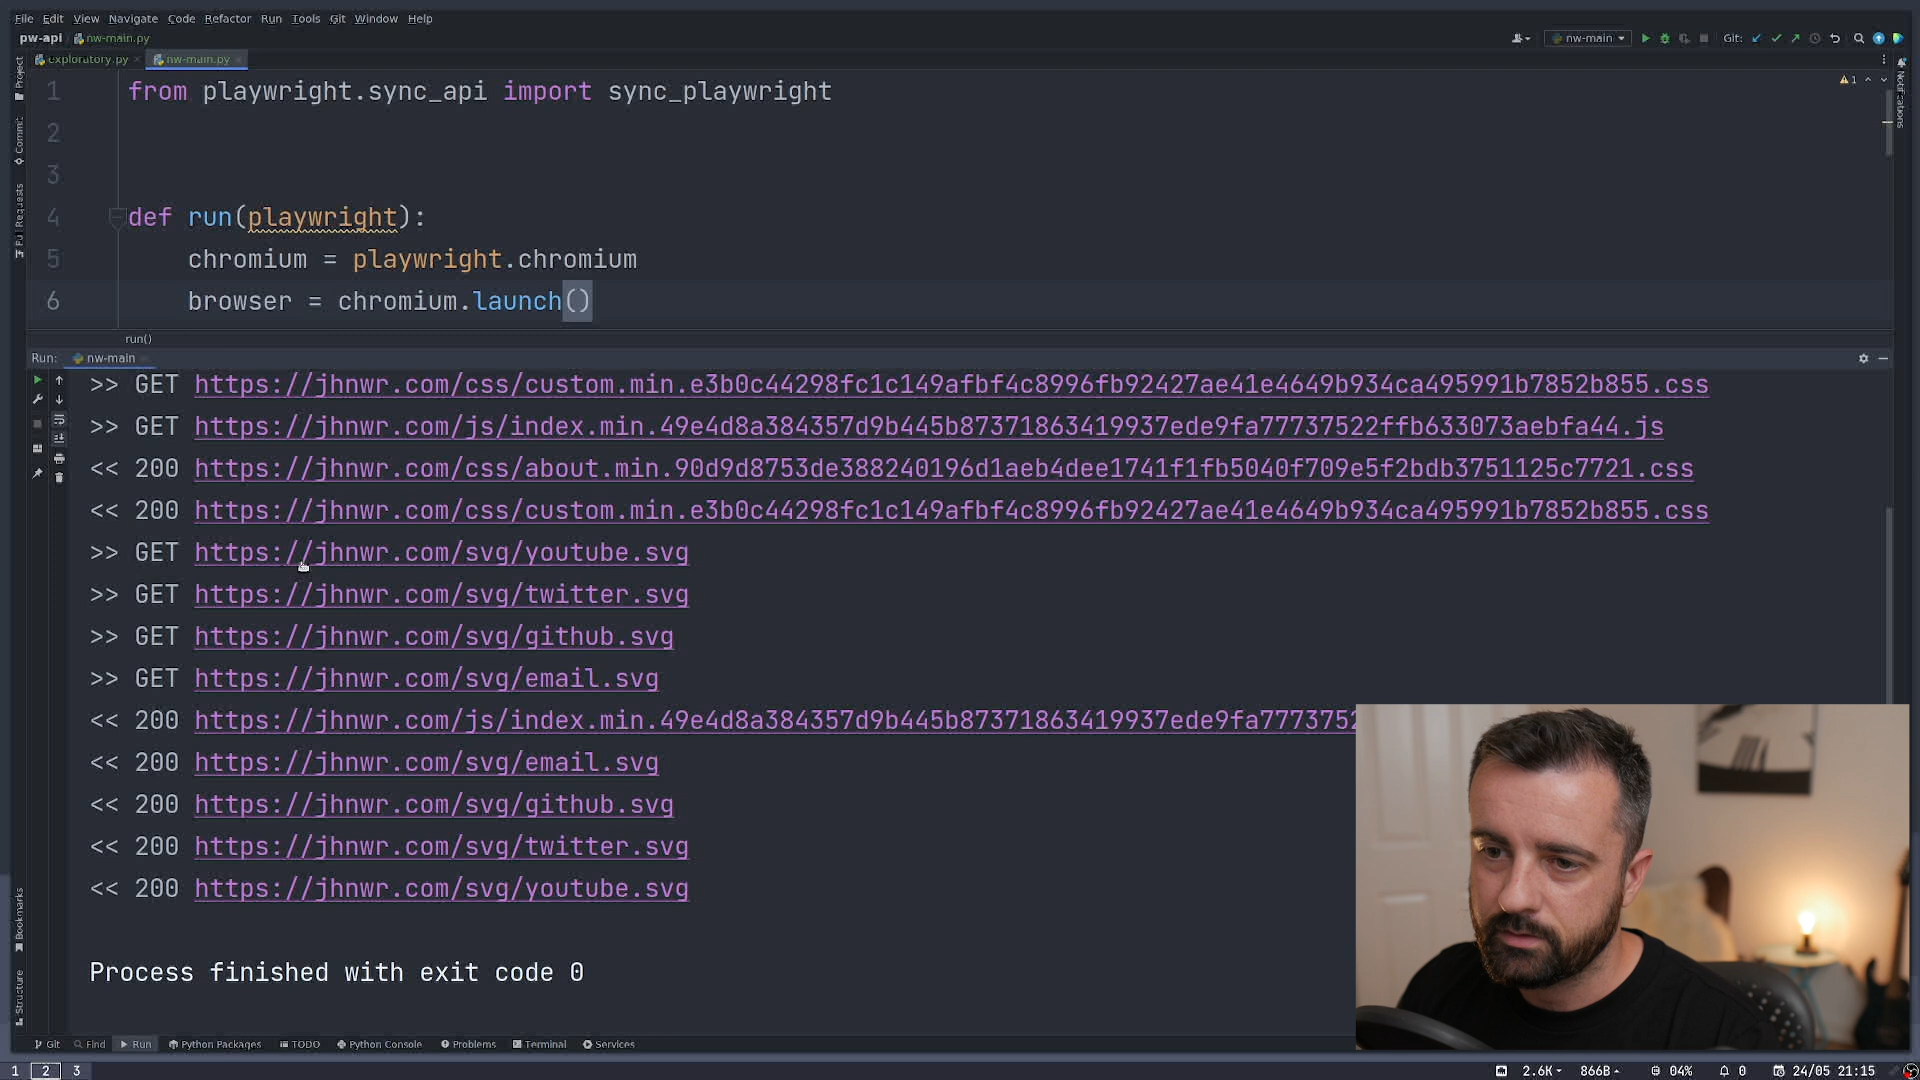 File Edit View Navigate Code Refactor Run Tools Git Window Help
pw-api nw-main.py
nw-main Git:
exploratory.py nw-main.py
1 from playwright.sync_api import sync_playwright
1
2
3
4 def run(playwright):
5 chromium = playwright.chromium
6 browser = chromium.launch()
run()
Run: nw-main
>> GET https://jhnwr.com/css/custom.min.e3b0c44298fc1c149afbf4c8996fb92427ae41e4649b934ca495991b7852b855.css
>> GET https://jhnwr.com/js/index.min.49e4d8a384357d9b445b87371863419937ede9fa77737522ffb633073aebfa44.js
<< 200 https://jhnwr.com/css/about.min.90d9d8753de388240196d1aeb4dee1741f1fb5040f709e5f2bdb3751125c7721.css
<< 200 https://jhnwr.com/css/custom.min.e3b0c44298fc1c149afbf4c8996fb92427ae41e4649b934ca495991b7852b855.css
>> GET https://jhnwr.com/svg/youtube.svg
>> GET https://jhnwr.com/svg/twitter.svg
>> GET https://jhnwr.com/svg/github.svg
>> GET https://jhnwr.com/svg/email.svg
<< 200 https://jhnwr.com/js/index.min.49e4d8a384357d9b445b87371863419937ede9fa7773752
<< 200 https://jhnwr.com/svg/email.svg
<< 200 https://jhnwr.com/svg/github.svg
<< 200 https://jhnwr.com/svg/twitter.svg
<< 200 https://jhnwr.com/svg/youtube.svg
Process finished with exit code 0
Project
Commit
Pull Requests
Bookmarks
Structure
Notifications
Git Find Run Python Packages TODO Python Console Problems Terminal Services
1 2 3
2.6K 866B 04% 0 24/05 21:15